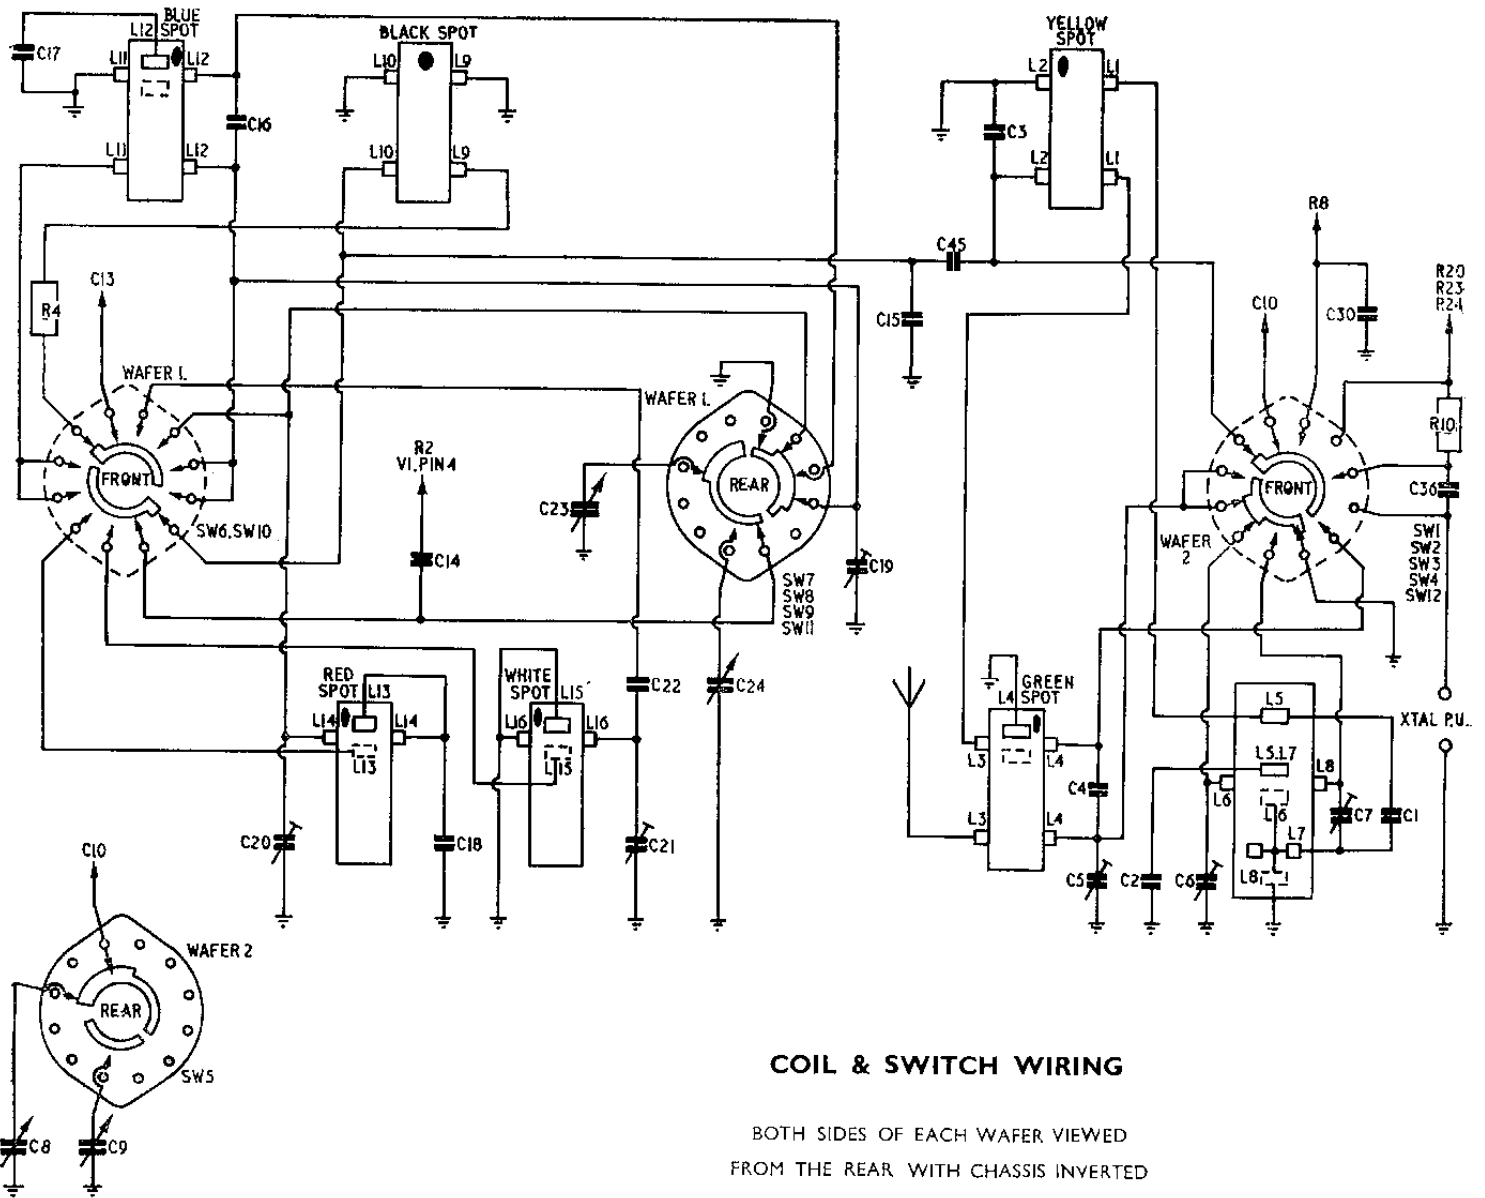 BLUE
SPOT
L12
C17
L11
L12
L11
L12
C16
BLACK SPOT
L10
L9
L10
L9
YELLOW
SPOT
L2
L1
C3
L2
L1
C45
C15
R8
C10
C30
R20
R23
R24
R10
C36
C13
R4
WAFER 1.
FRONT
SW6,SW10
R2
V1,PIN4
C14
WAFER 1.
REAR
C23
C19
SW7
SW8
SW9
SW11
FRONT
WAFER
2
SW1
SW2
SW3
SW4
SW12
RED
SPOT
L13
L14
L14
L13
C20
C18
WHITE
SPOT
L15
L16
L16
L15
C22
C21
C24
GREEN
SPOT
L4
L3
L4
C4
L3
L4
C5
C2
C6
L5
L5.L7
L6
L8
L6
L7
L8
C7
C1
XTAL P.U.
C10
WAFER 2
REAR
SW5
C8
C9
COIL & SWITCH WIRING
BOTH SIDES OF EACH WAFER VIEWED
FROM THE REAR WITH CHASSIS INVERTED